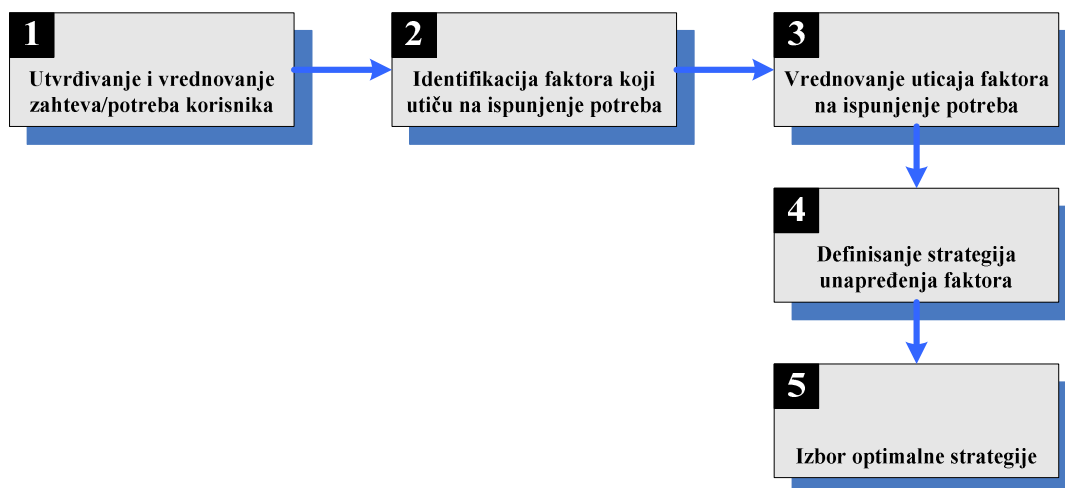 1
Utvrđivanje i vrednovanje
zahteva/potreba korisnika
2
Identifikacija faktora koji
utiču na ispunjenje potreba
3
Vrednovanje uticaja faktora
na ispunjenje potreba
4
Definisanje strategija
unapređenja faktora
5
Izbor optimalne strategije